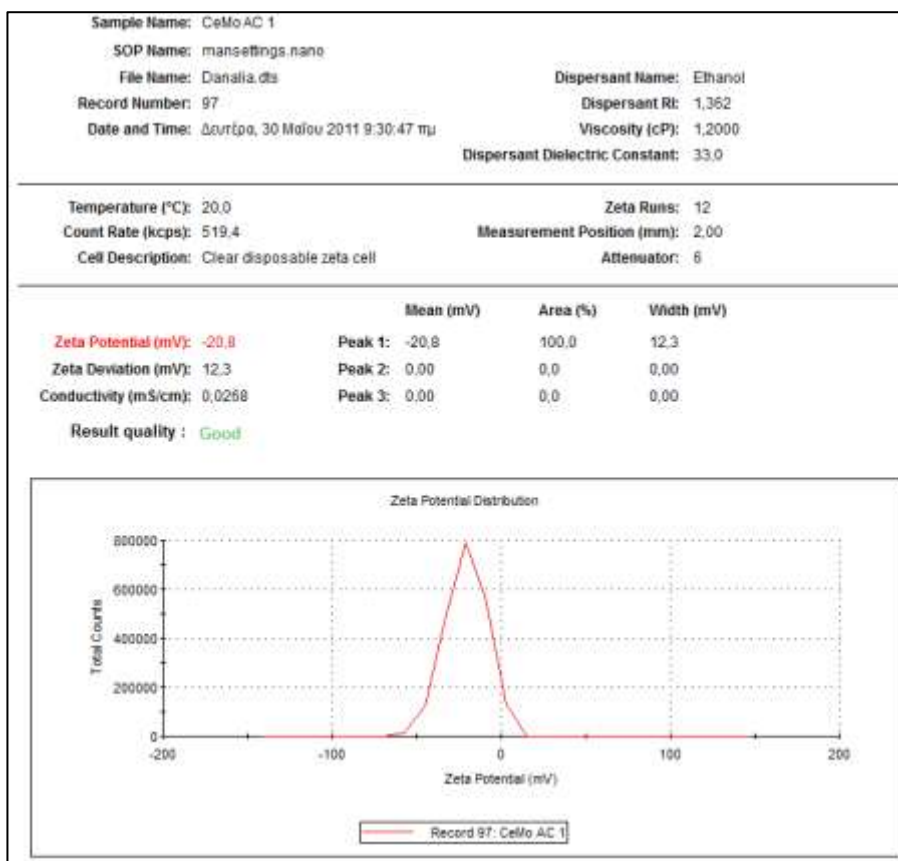 Sample Name: CeMo AC 1
SOP Name: mansettings.nano
File Name: Danalia.dts Dispersant Name: Ethanol
Record Number: 97 Dispersant RI: 1,362
Date and Time: Δευτέρα, 30 Μαΐου 2011 9:30:47 πμ Viscosity (cP): 1,2000
Dispersant Dielectric Constant: 33,0
Temperature (°C): 20,0 Zeta Runs: 12
Count Rate (kcps): 519,4 Measurement Position (mm): 2,00
Cell Description: Clear disposable zeta cell Attenuator: 6
Mean (mV) Area (%) Width (mV)
Zeta Potential (mV): -20,8 Peak 1: -20,8 100,0 12,3
Zeta Deviation (mV): 12,3 Peak 2: 0,00 0,0 0,00
Conductivity (mS/cm): 0,0268 Peak 3: 0,00 0,0 0,00
Result quality : Good
Zeta Potential Distribution
800000
600000
400000
200000
0
Total Counts
-200 -100 0 100 200
Zeta Potential (mV)
Record 97: CeMo AC 1